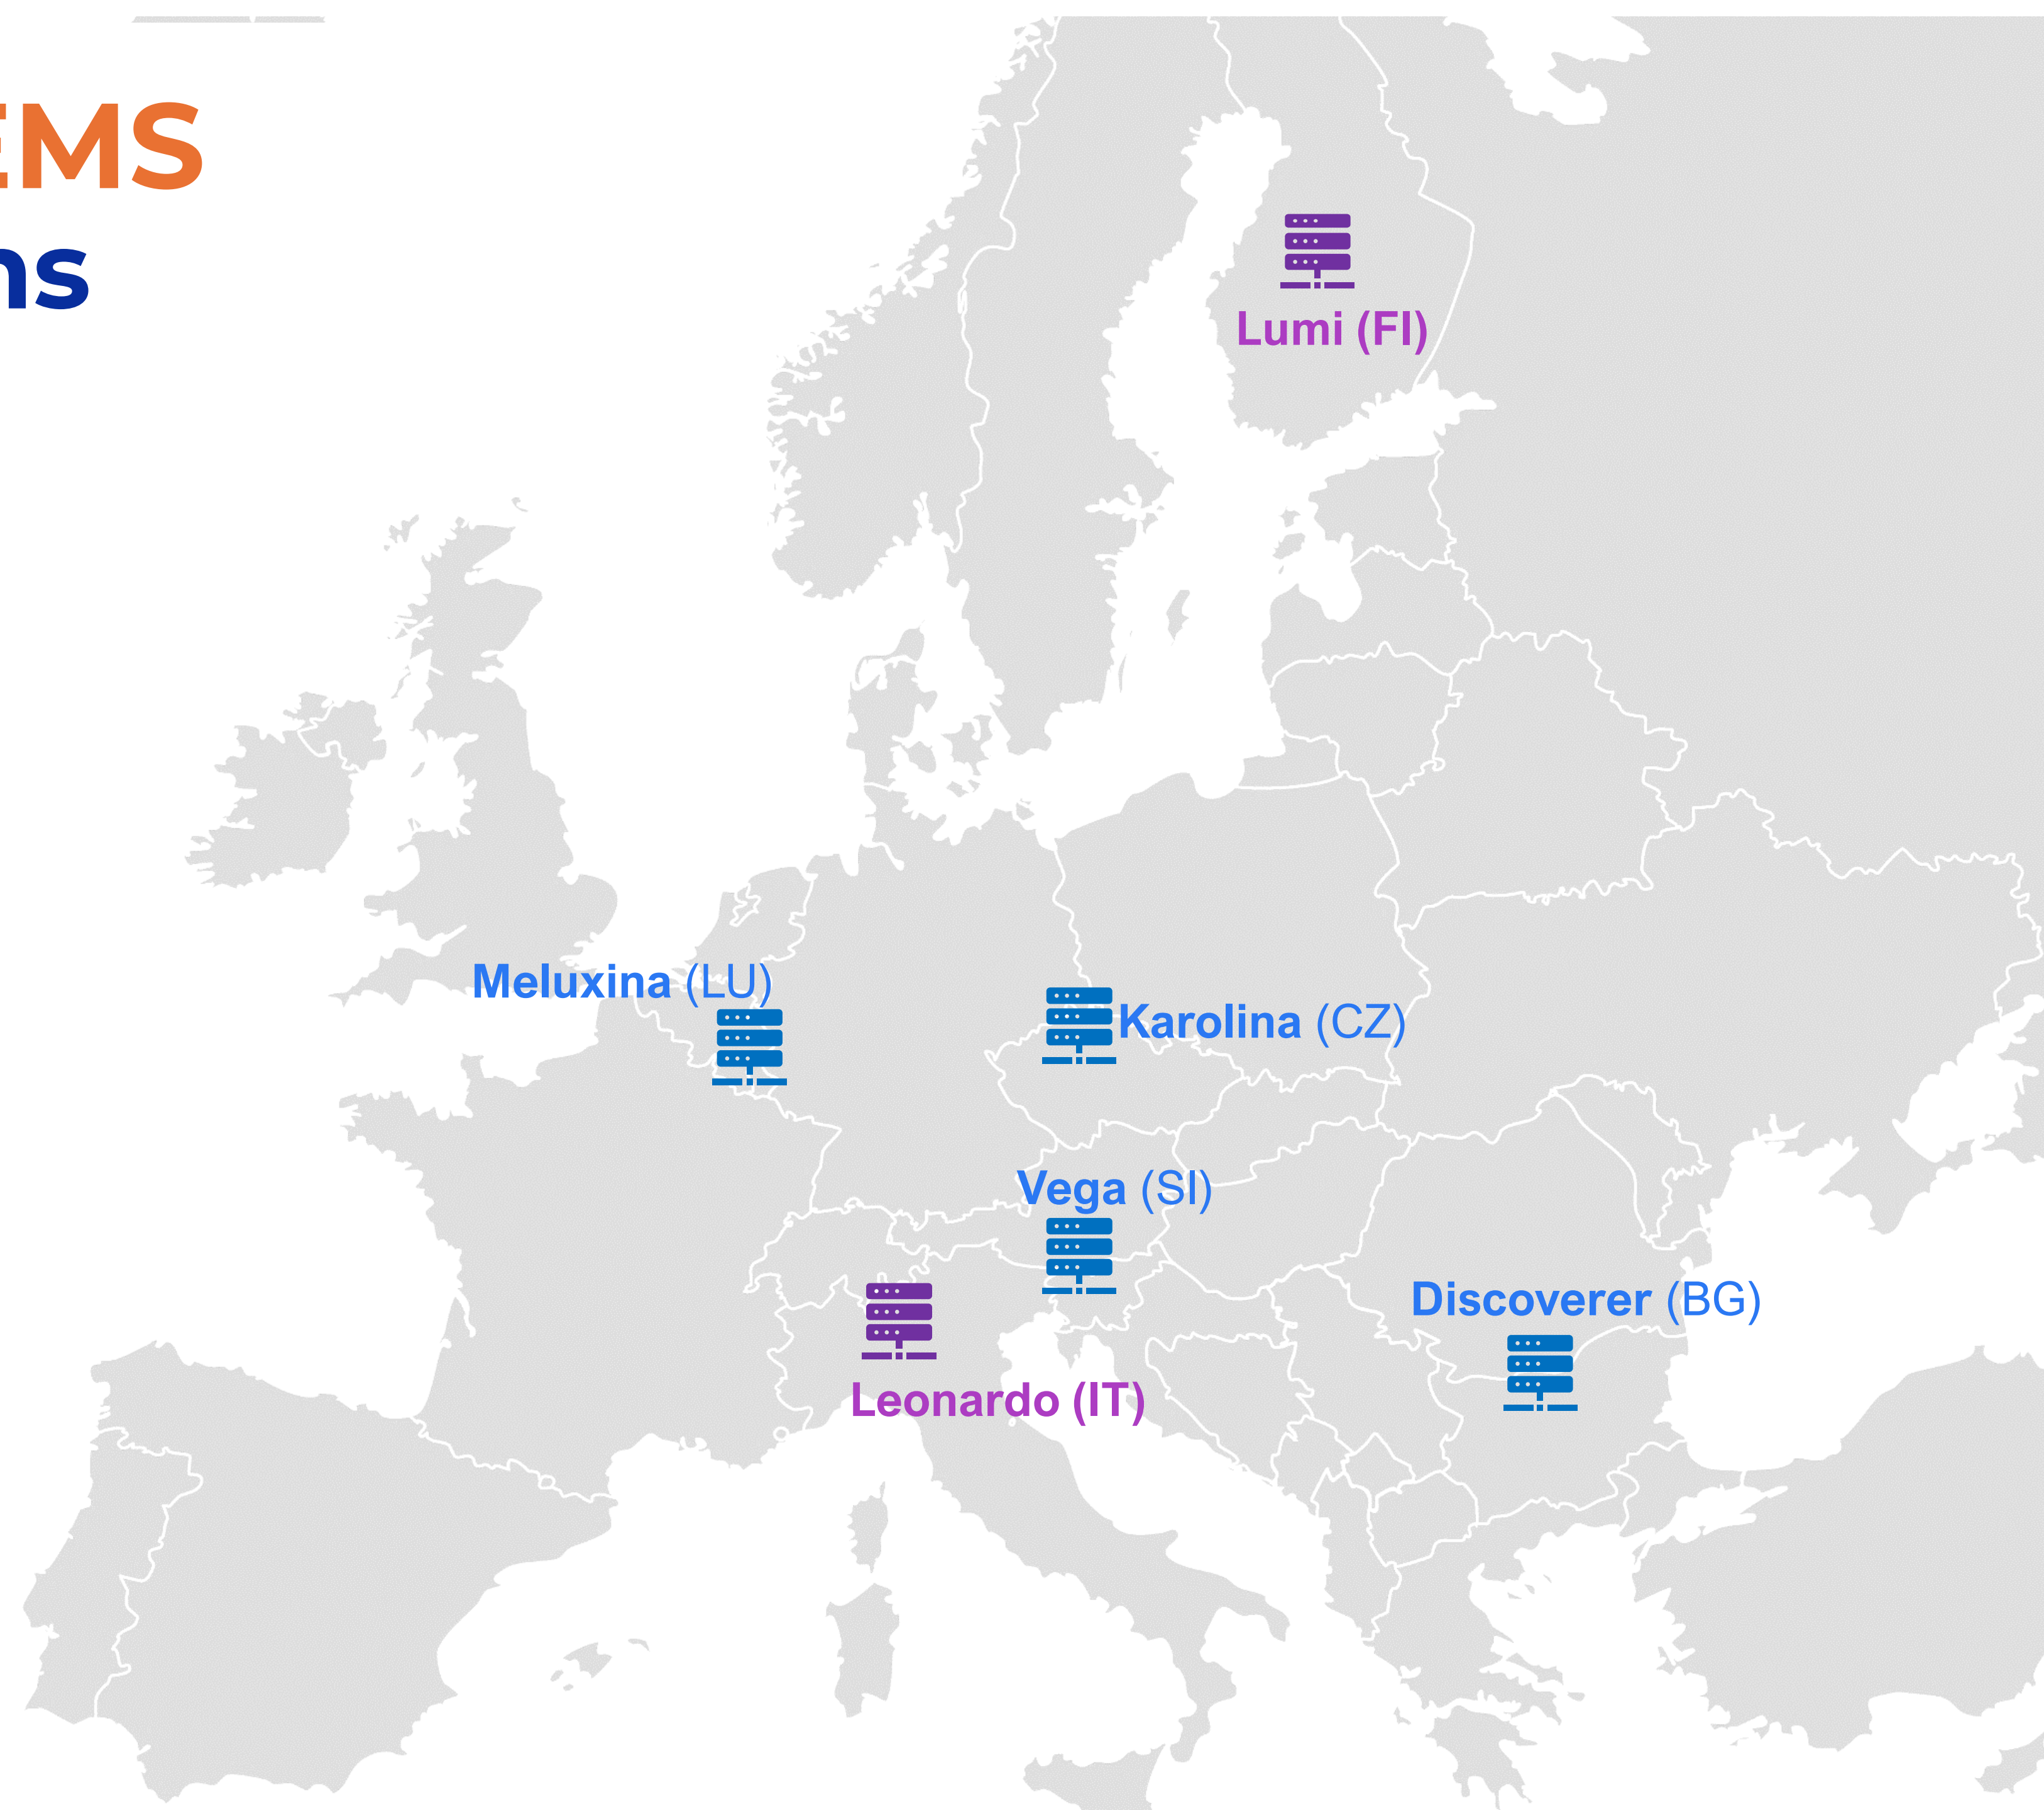 EMS
ns
Lumi (FI)
Meluxina (LU)
Karolina (CZ)
Vega (SI)
Discoverer (BG)
Leonardo (IT)